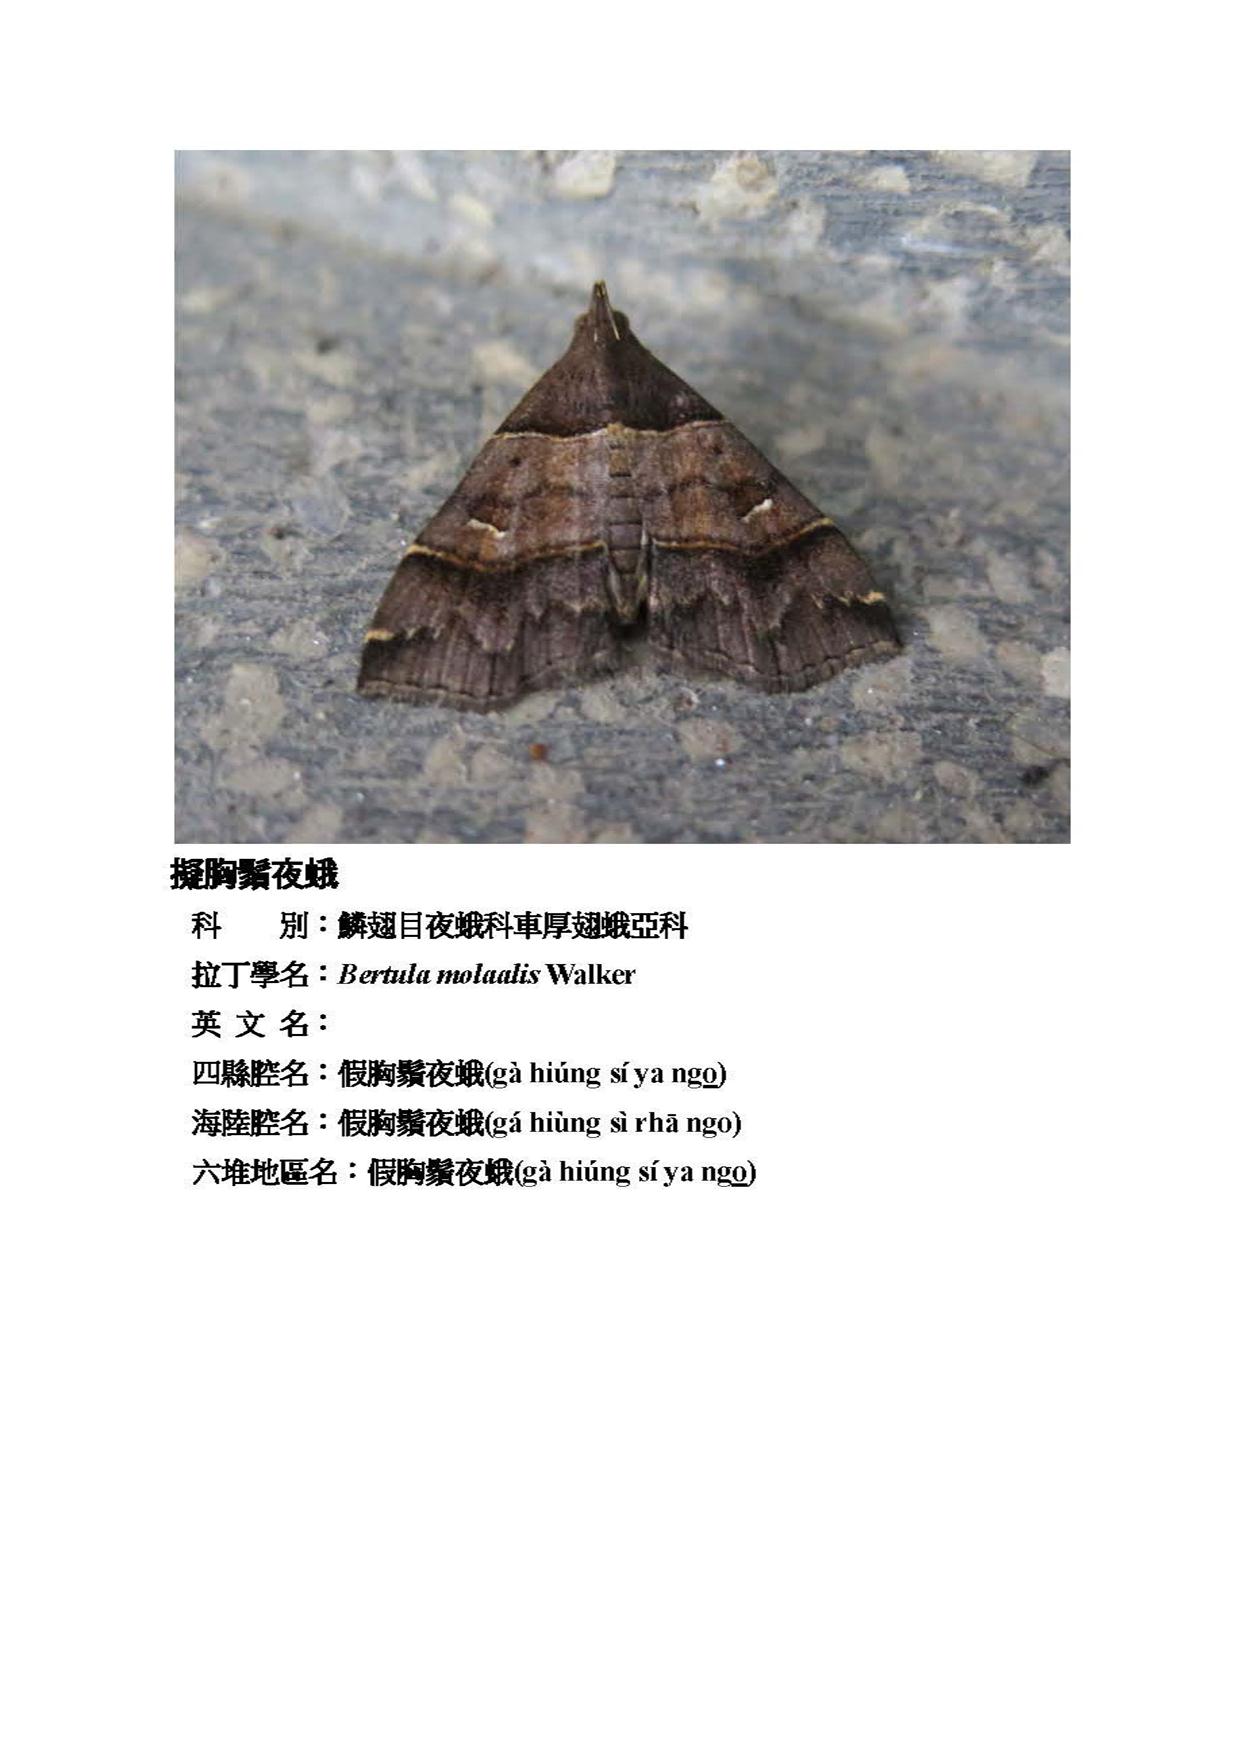 擬胸鬚夜蛾
科　　別：鱗翅目夜蛾科車厚翅蛾亞科
拉丁學名：Bertula molaalis Walker
英 文 名：
四縣腔名：假胸鬚夜蛾(gà hiúng sí ya ngo)
海陸腔名：假胸鬚夜蛾(gá hiùng sì rhā ngo)
六堆地區名：假胸鬚夜蛾(gà hiúng sí ya ngo)